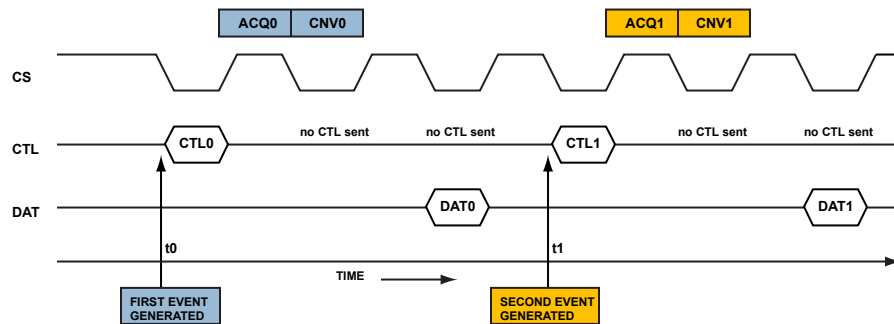 ACQ0 CNV0 ACQ1 CNV1
CS
CTL CTL0 no CTL sent no CTL sent CTL1 no CTL sent no CTL sent
DAT DAT0 DAT1
t0 t1
TIME
FIRST EVENT
GENERATED
SECOND EVENT
GENERATED